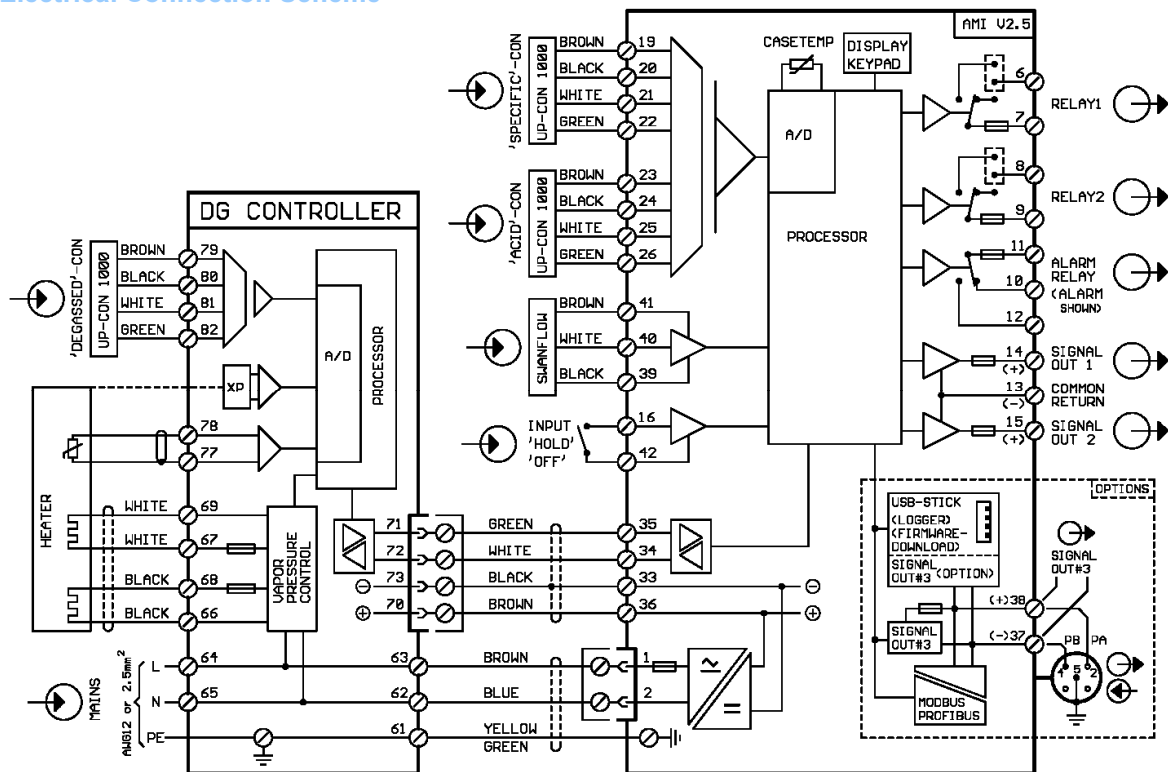 Electrical Connection Scheme
AMI V2.5
'SPECIFIC'-CON
UP-CON 1000
BROWN 19
BLACK 20
WHITE 21
GREEN 22
CASETEMP
DISPLAY
KEYPAD
A/D
PROCESSOR
6
7
RELAY1
8
9
RELAY2
11
10
12
ALARM
RELAY
(ALARM
SHOWN)
'ACID'-CON
UP-CON 1000
BROWN 23
BLACK 24
WHITE 25
GREEN 26
SWANFLOW
BROWN 41
WHITE 40
BLACK 39
INPUT
'HOLD'
'OFF'
16
42
14
(+)
SIGNAL
OUT 1
13
(-)
COMMON
RETURN
15
(+)
SIGNAL
OUT 2
DG CONTROLLER
'DEGASSED'-CON
UP-CON 1000
BROWN 79
BLACK 80
WHITE 81
GREEN 82
A/D
PROCESSOR
XP
78
77
HEATER
WHITE 69
WHITE 67
BLACK 68
BLACK 66
VAPOR
PRESSURE
CONTROL
71 GREEN 35
72 WHITE 34
73 BLACK 33
70 BROWN 36
MAINS
AWG12 or 2.5mm²
L 64
N 65
PE
63 BROWN 1
62 BLUE 2
61 YELLOW
GREEN
OPTIONS
USB-STICK
(LOGGER)
(FIRMWARE-
DOWNLOAD)
SIGNAL
OUT#3 (OPTION)
SIGNAL
OUT#3
(+)38
(-)37
SIGNAL
OUT#3
PB PA
4 5 2
MODBUS
PROFIBUS